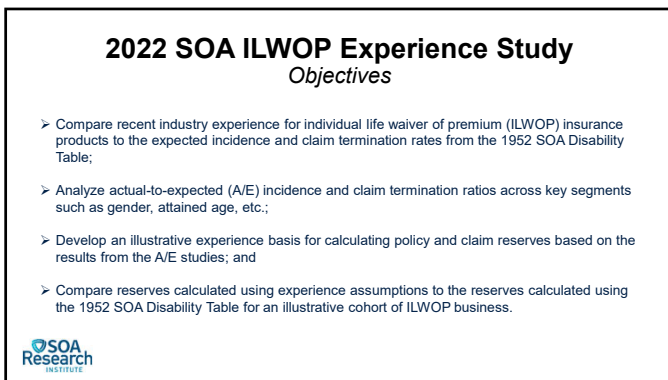 2022 SOA ILWOP Experience Study
Objectives
➢ Compare recent industry experience for individual life waiver of premium (ILWOP) insurance
products to the expected incidence and claim termination rates from the 1952 SOA Disability
Table;
➢ Analyze actual-to-expected (A/E) incidence and claim termination ratios across key segments
such as gender, attained age, etc.;
➢ Develop an illustrative experience basis for calculating policy and claim reserves based on the
results from the A/E studies; and
➢ Compare reserves calculated using experience assumptions to the reserves calculated using
the 1952 SOA Disability Table for an illustrative cohort of ILWOP business.
SOA
Research
INSTITUTE